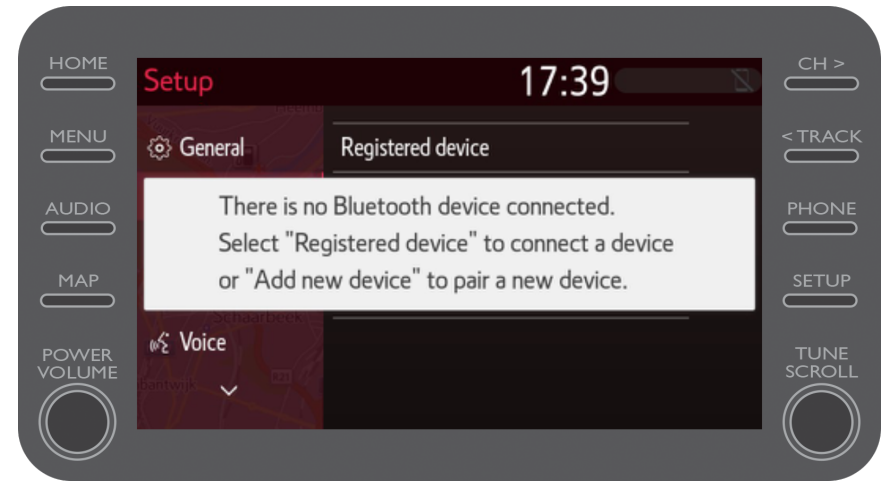 HOME
MENU
AUDIO
MAP
POWER
VOLUME
Setup
17:39
General
Registered device
There is no Bluetooth device connected.
Select "Registered device" to connect a device
or "Add new device" to pair a new device.
Schaarbeek
Voice
CH >
< TRACK
PHONE
SETUP
TUNE
SCROLL